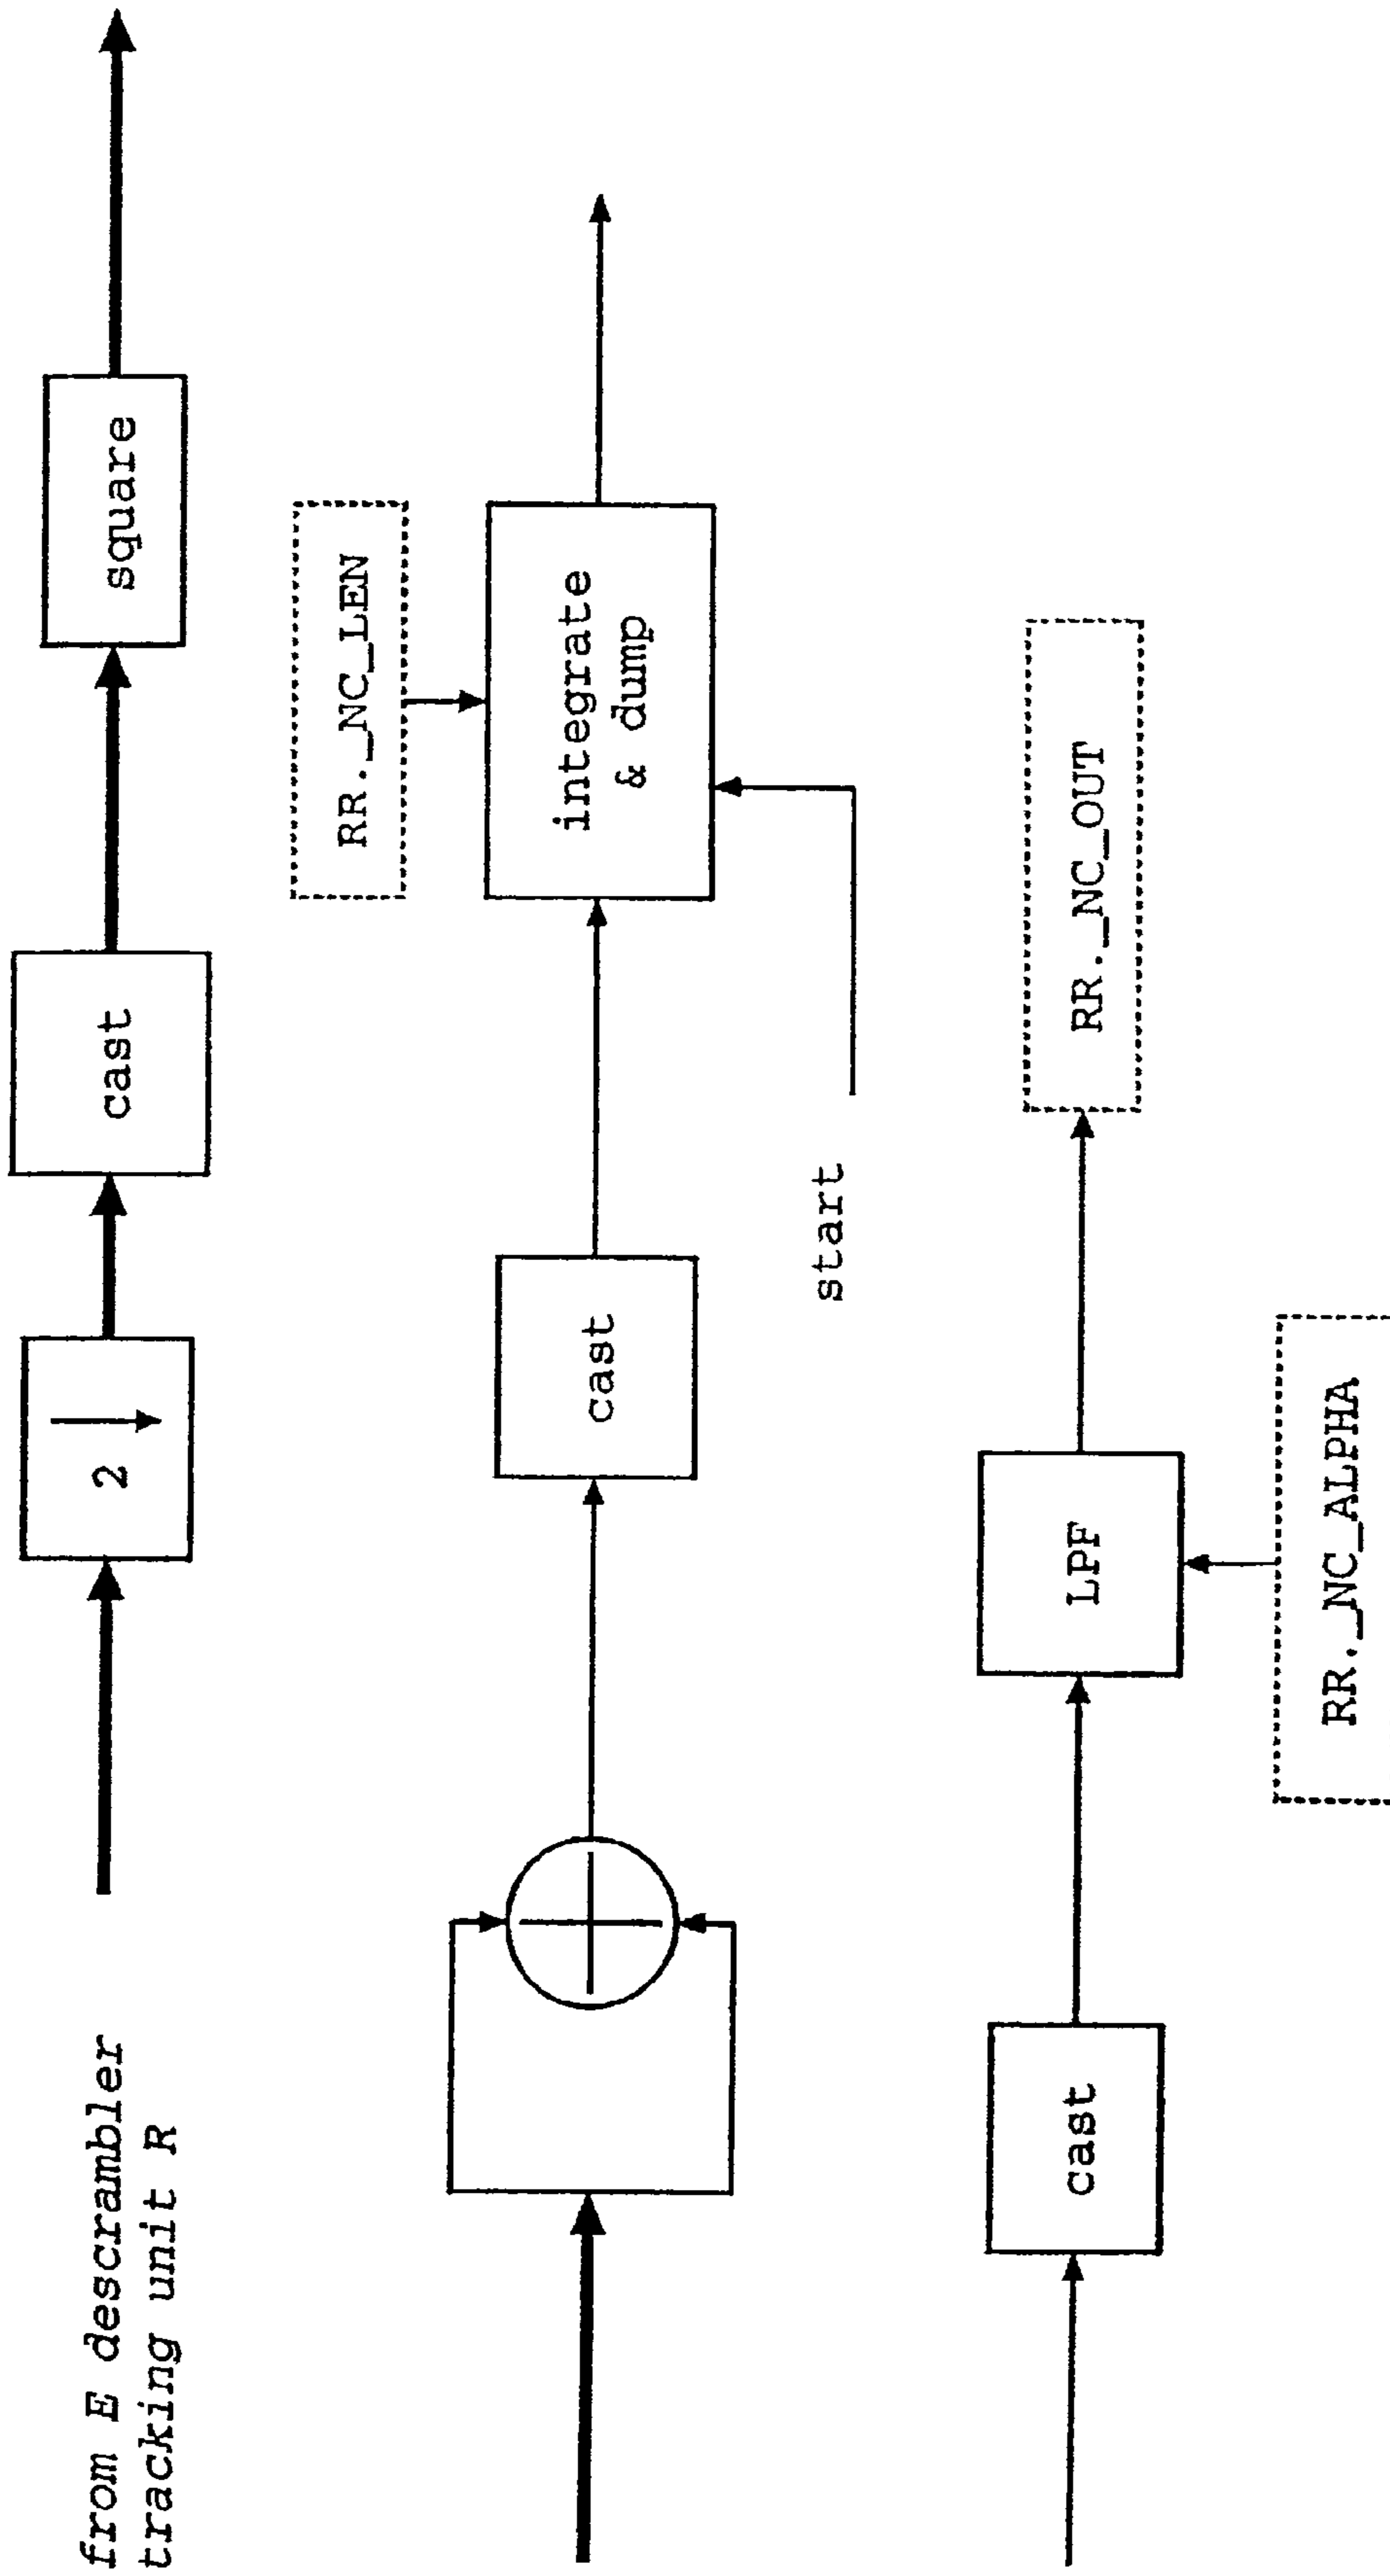 from E descrambler
tracking unit R
2
cast
square
cast
RR._NC_LEN
integrate
& dump
start
cast
LPF
RR._NC_OUT
RR._NC_ALPHA